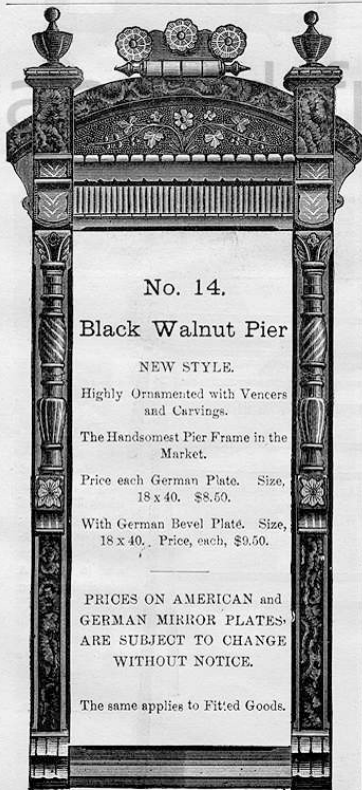 No. 14.
Black Walnut Pier
NEW STYLE.
Highly Ornamented with Veneers
and Carvings.
The Handsomest Pier Frame in the
Market.
Price each German Plate. Size,
18 x 40. $8.50.
With German Bevel Plate. Size,
18 x 40. Price, each, $9.50.
PRICES ON AMERICAN and
GERMAN MIRROR PLATES,
ARE SUBJECT TO CHANGE
WITHOUT NOTICE.
The same applies to Fitted Goods.